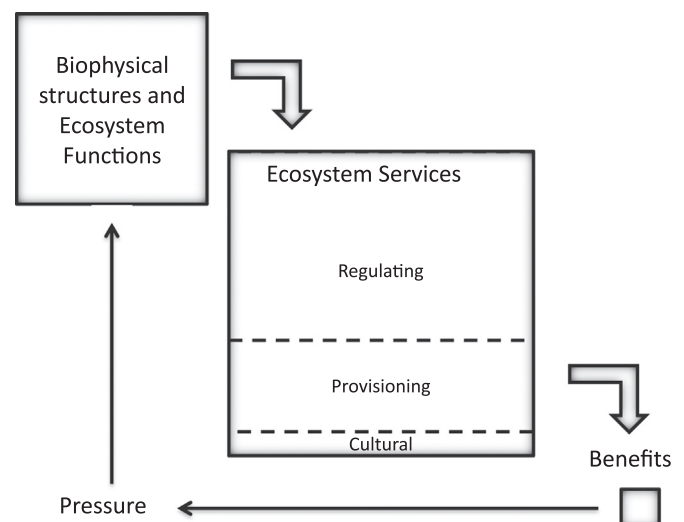 Biophysical
structures and
Ecosystem
Functions
Ecosystem Services
Regulating
Provisioning
Cultural
Benefits
Pressure